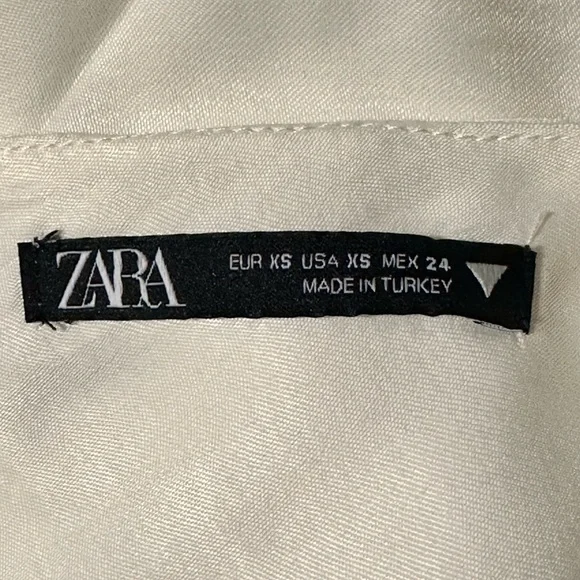 ZARA
EUR XS USA XS MEX 24
MADE IN TURKEY